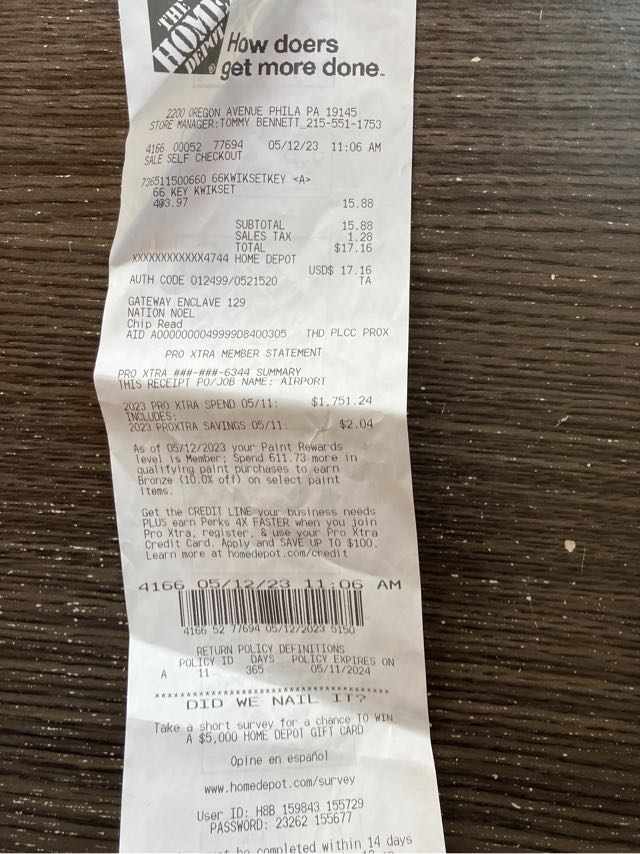 THE
HOME
DEPOT
How doers
get more done.
2200 OREGON AVENUE PHILA PA 19145
STORE MANAGER:TOMMY BENNETT 215-551-1753
4166 00052 77694 05/12/23 11:06 AM
SALE SELF CHECKOUT
736511500660 66KWIKSETKEY <A>
66 KEY KWIKSET
4@3.97 15.88
SUBTOTAL 15.88
SALES TAX 1.28
TOTAL $17.16
XXXXXXXXXXXX4744 HOME DEPOT
USD$ 17.16
AUTH CODE 012499/0521520 TA
GATEWAY ENCLAVE 129
NATION NOEL
Chip Read
AID A0000000049999D8400305 THD PLCC PROX
PRO XTRA MEMBER STATEMENT
PRO XTRA ###-###-6344 SUMMARY
THIS RECEIPT PO/JOB NAME: AIRPORT
2023 PRO XTRA SPEND 05/11: $1,751.24
INCLUDES:
2023 PROXTRA SAVINGS 05/11: $2.04
As of 05/12/2023 your Paint Rewards
level is Member; Spend 611.73 more in
qualifying paint purchases to earn
Bronze (10.0% off) on select paint
items.
Get the CREDIT LINE your business needs
PLUS earn Perks 4X FASTER when you join
Pro Xtra, register, & use your Pro Xtra
Credit Card. Apply and SAVE UP TO $100.
Learn more at homedepot.com/credit
4166 05/12/23 11:06 AM
4166 52 77694 05/12/2023 5150
RETURN POLICY DEFINITIONS
POLICY ID DAYS POLICY EXPIRES ON
A 11 365 05/11/2024
****************************************
DID WE NAIL IT?
Take a short survey for a chance TO WIN
A $5,000 HOME DEPOT GIFT CARD
Opine en español
www.homedepot.com/survey
User ID: H8B 159843 155729
PASSWORD: 23262 155677
be completed within 14 days